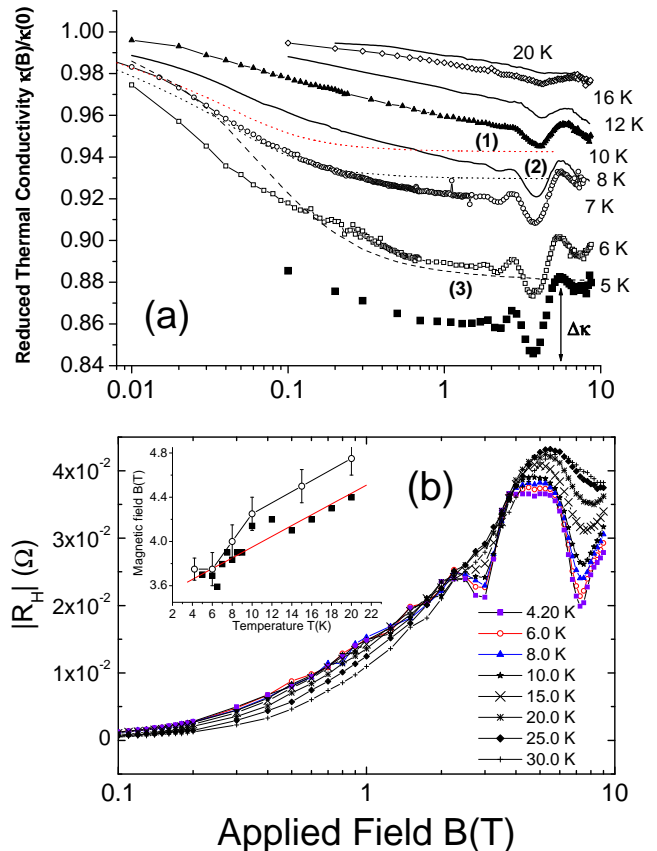 Reduced Thermal Conductivity κ(B)/κ(0)
1.00
0.98
0.96
0.94
0.92
0.90
0.88
0.86
0.84
20 K
16 K
12 K
(1)
10 K
(2)
8 K
7 K
6 K
(3)
5 K
(a)
Δκ
0.01
0.1
1
10
|R_H| (Ω)
4x10⁻²
3x10⁻²
2x10⁻²
1x10⁻²
0
Magnetic field B(T)
4.8
4.4
4.0
3.6
2 4 6 8 10 12 14 16 18 20 22
Temperature T(K)
(b)
4.20 K
6.0 K
8.0 K
10.0 K
15.0 K
20.0 K
25.0 K
30.0 K
0.1
1
10
Applied Field B(T)